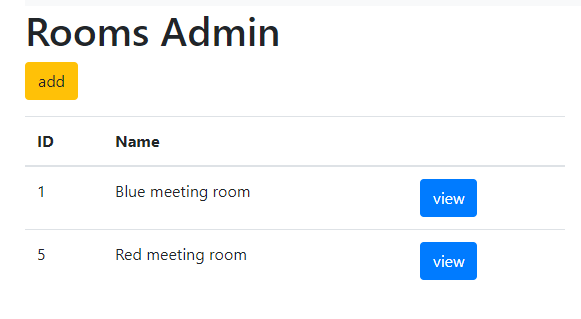 Rooms Admin
add
ID Name
1 Blue meeting room view
5 Red meeting room view